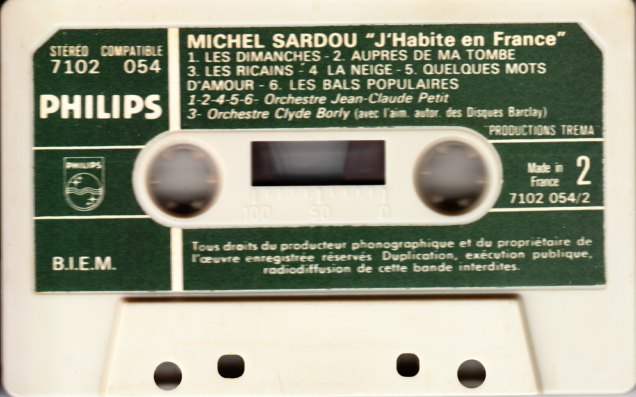 STÉRÉO COMPATIBLE
7102 054
PHILIPS
MICHEL SARDOU "J'Habite en France"
1. LES DIMANCHES - 2. AUPRES DE MA TOMBE
3. LES RICAINS - 4 LA NEIGE - 5. QUELQUES MOTS
D'AMOUR - 6. LES BALS POPULAIRES
1-2-4-5-6- Orchestre Jean-Claude Petit
3- Orchestre Clyde Borly (avec l'aim. autor. des Disques Barclay)
PRODUCTIONS TREMA
PHILIPS
100 50 0
Made in
France 2
7102 054/2
B.I.E.M.
Tous droits du producteur phonographique et du propriétaire de
l'œuvre enregistrée réservés Duplication, exécution publique,
radiodiffusion de cette bande interdites.